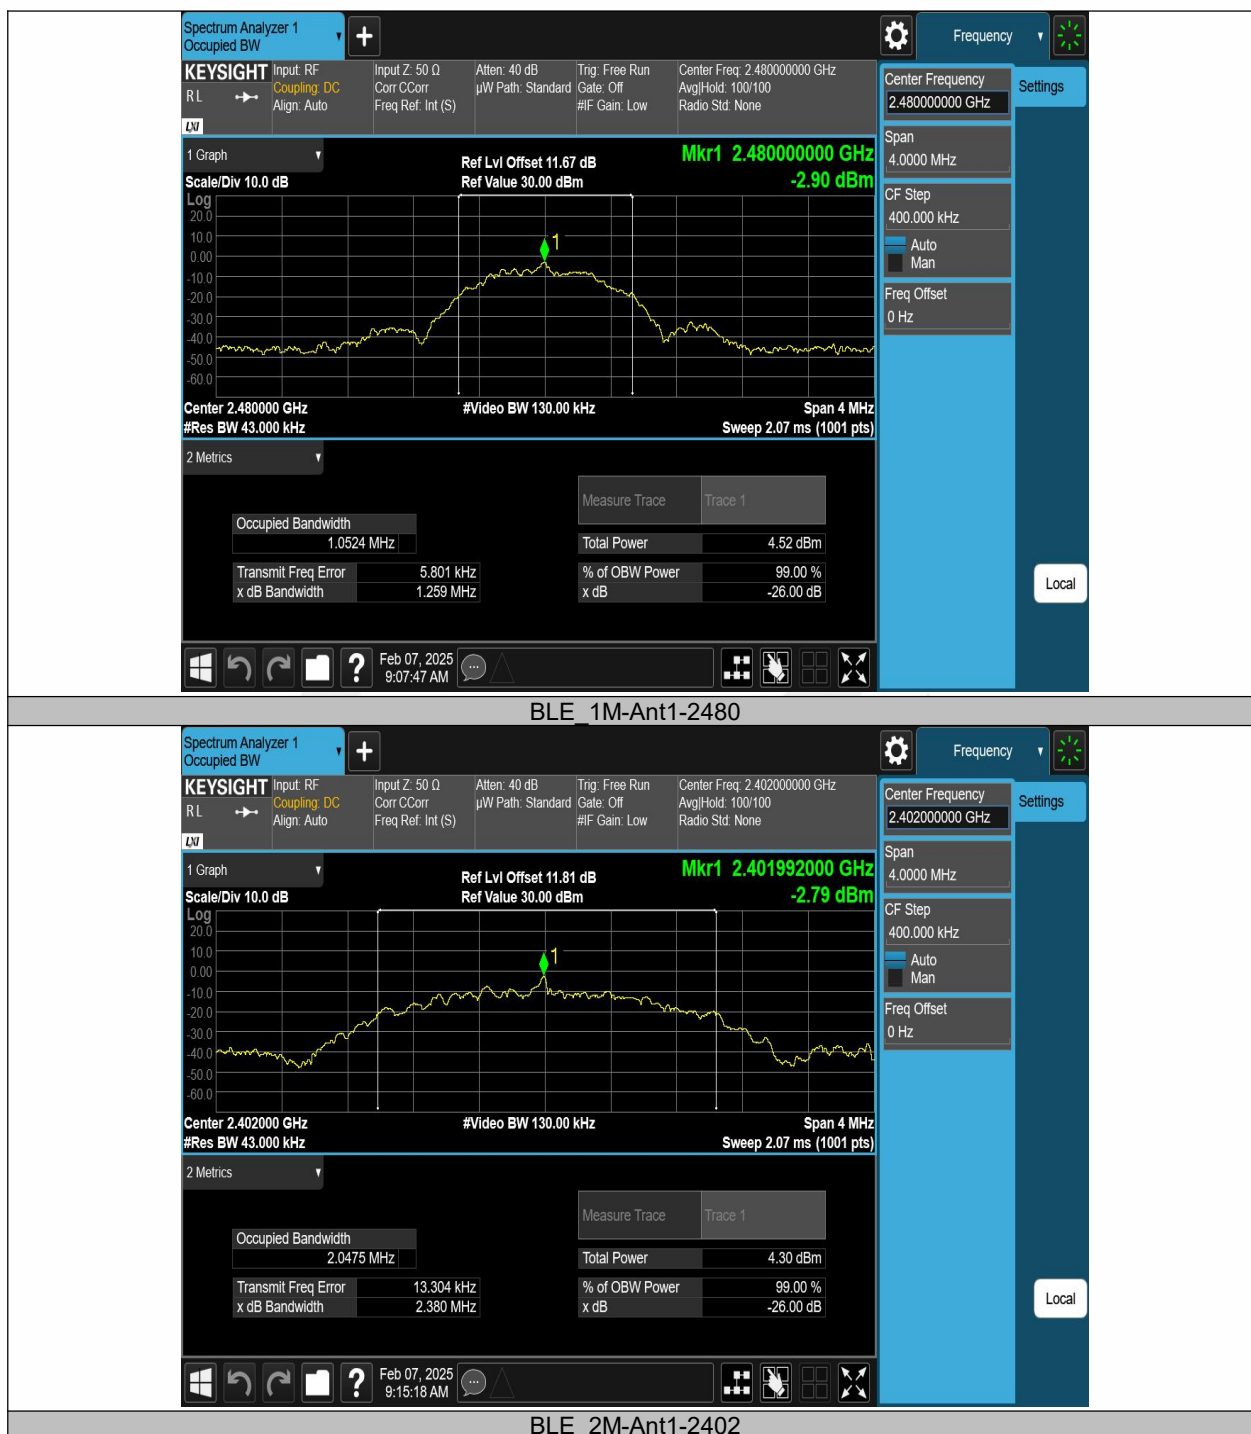 Spectrum Analyzer 1
Occupied BW
Frequency
KEYSIGHT
R L
LXI
Input: RF
Coupling: DC
Align: Auto
Input Z: 50 Ω
Corr CCorr
Freq Ref: Int (S)
Atten: 40 dB
µW Path: Standard
Trig: Free Run
Gate: Off
#IF Gain: Low
Center Freq: 2.480000000 GHz
Avg|Hold: 100/100
Radio Std: None
Center Frequency
2.480000000 GHz
Settings
Span
4.0000 MHz
CF Step
400.000 kHz
Auto
Man
Freq Offset
0 Hz
Local
1 Graph
Scale/Div 10.0 dB
Ref Lvl Offset 11.67 dB
Ref Value 30.00 dBm
Mkr1 2.480000000 GHz
-2.90 dBm
Log
20.0
10.0
0.00
-10.0
-20.0
-30.0
-40.0
-50.0
-60.0
1
Center 2.480000 GHz
#Res BW 43.000 kHz
#Video BW 130.00 kHz
Span 4 MHz
Sweep 2.07 ms (1001 pts)
2 Metrics
Measure Trace Trace 1
Occupied Bandwidth
1.0524 MHz
Total Power 4.52 dBm
Transmit Freq Error 5.801 kHz
% of OBW Power 99.00 %
x dB Bandwidth 1.259 MHz
x dB -26.00 dB
Feb 07, 2025
9:07:47 AM
BLE_1M-Ant1-2480
Spectrum Analyzer 1
Occupied BW
Frequency
KEYSIGHT
R L
LXI
Input: RF
Coupling: DC
Align: Auto
Input Z: 50 Ω
Corr CCorr
Freq Ref: Int (S)
Atten: 40 dB
µW Path: Standard
Trig: Free Run
Gate: Off
#IF Gain: Low
Center Freq: 2.402000000 GHz
Avg|Hold: 100/100
Radio Std: None
Center Frequency
2.402000000 GHz
Settings
Span
4.0000 MHz
CF Step
400.000 kHz
Auto
Man
Freq Offset
0 Hz
Local
1 Graph
Scale/Div 10.0 dB
Ref Lvl Offset 11.81 dB
Ref Value 30.00 dBm
Mkr1 2.401992000 GHz
-2.79 dBm
Log
20.0
10.0
0.00
-10.0
-20.0
-30.0
-40.0
-50.0
-60.0
1
Center 2.402000 GHz
#Res BW 43.000 kHz
#Video BW 130.00 kHz
Span 4 MHz
Sweep 2.07 ms (1001 pts)
2 Metrics
Measure Trace Trace 1
Occupied Bandwidth
2.0475 MHz
Total Power 4.30 dBm
Transmit Freq Error 13.304 kHz
% of OBW Power 99.00 %
x dB Bandwidth 2.380 MHz
x dB -26.00 dB
Feb 07, 2025
9:15:18 AM
BLE_2M-Ant1-2402